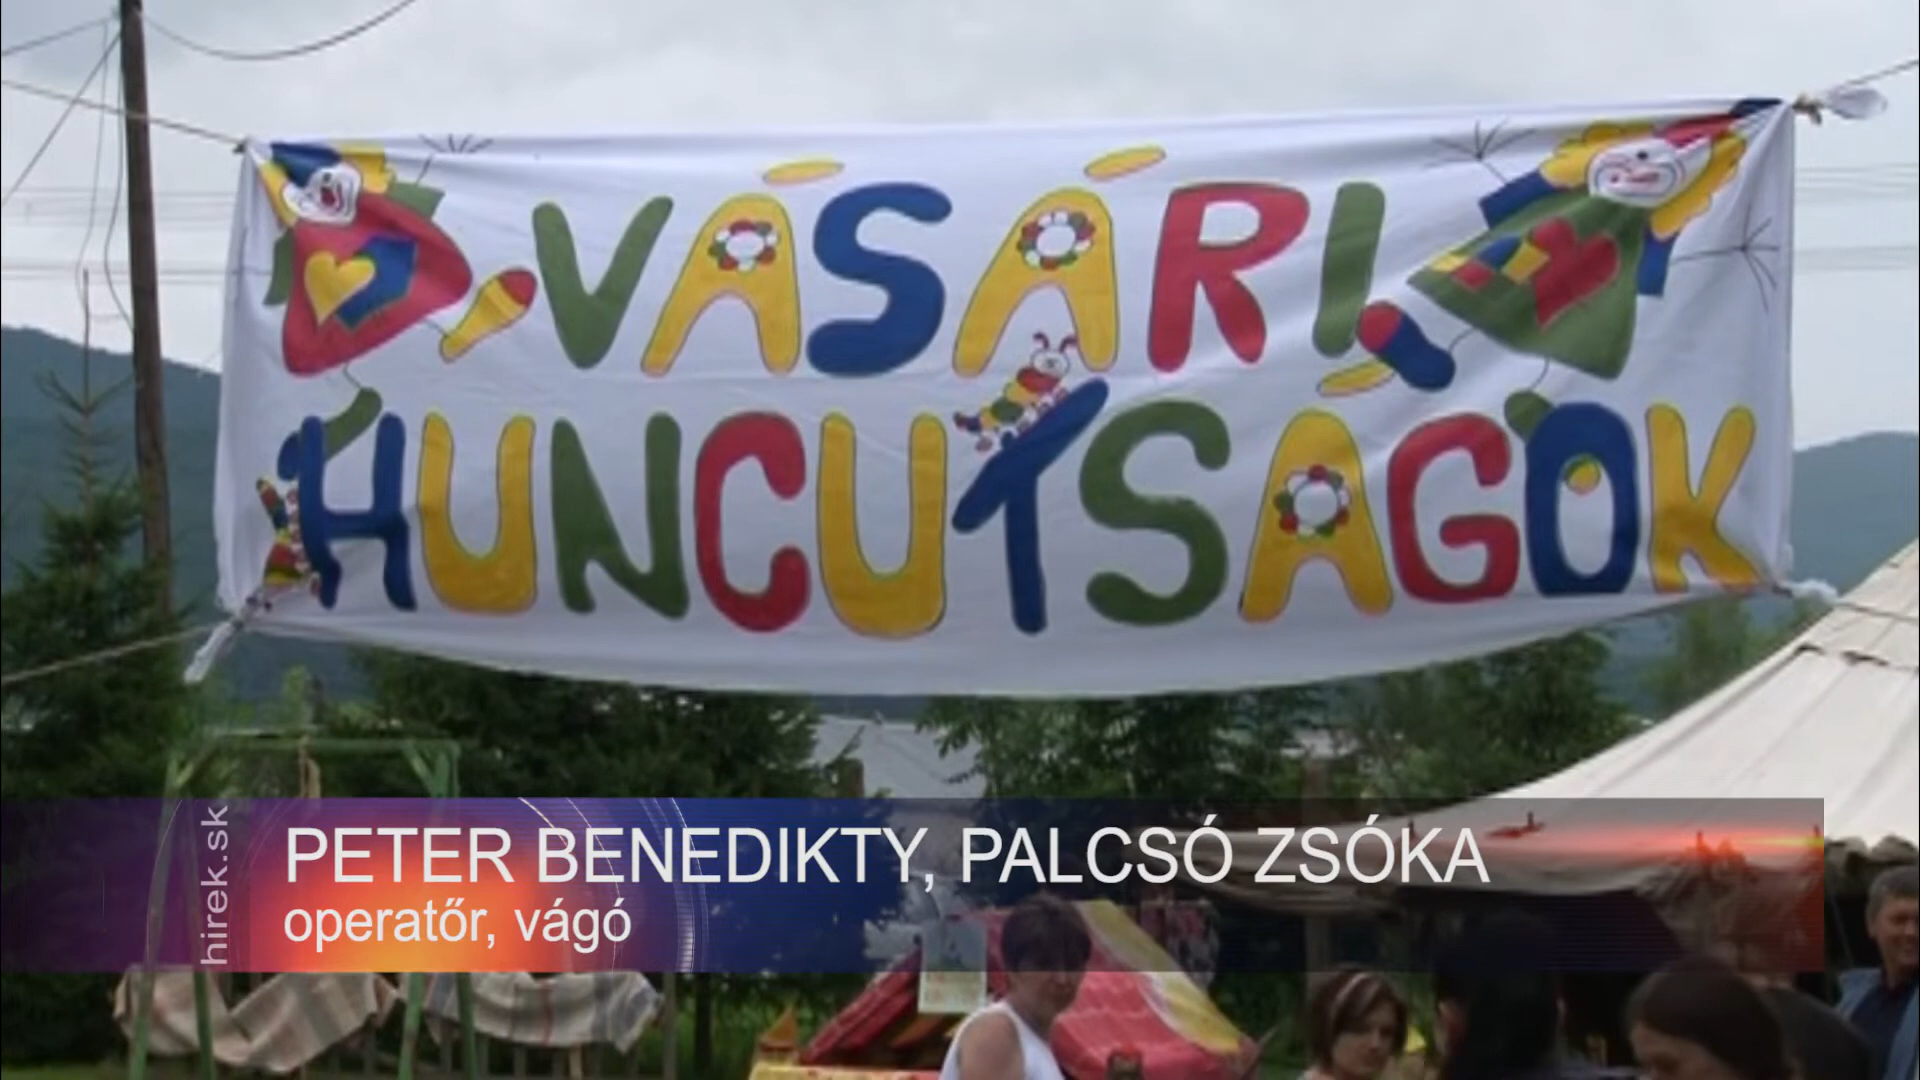 VÁSÁRI
HUNCUTSÁGOK
hirek.sk
PETER BENEDIKTY, PALCSÓ ZSÓKA
operatőr, vágó